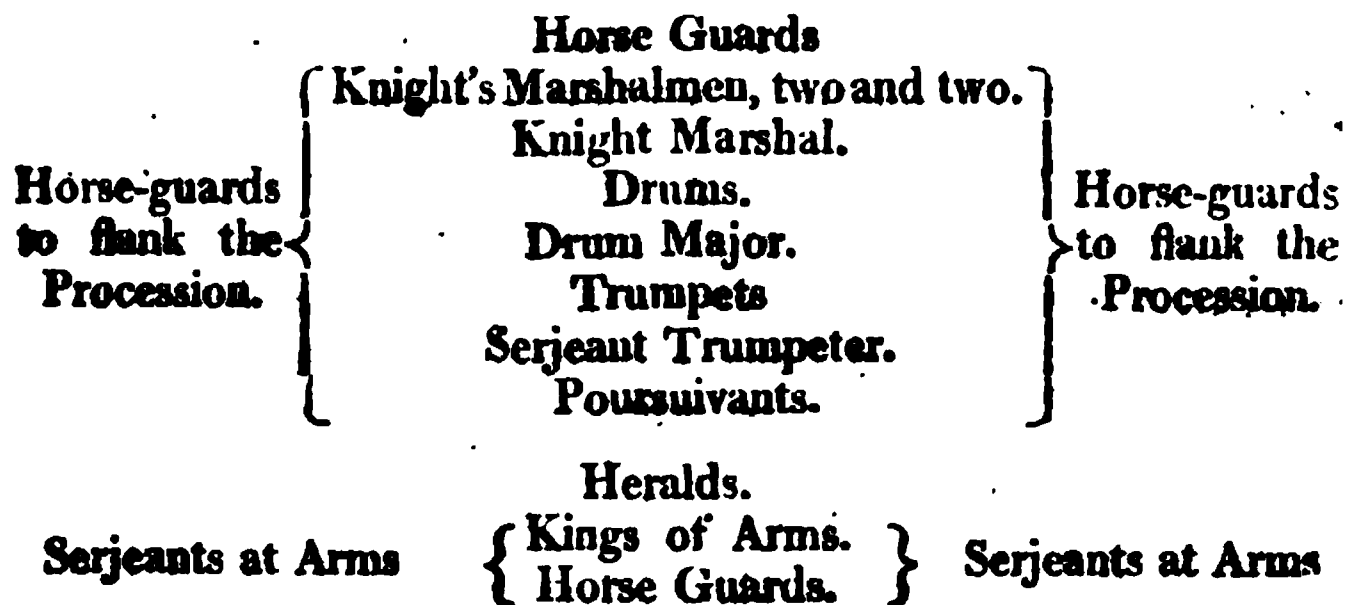 Horse Guards
Knight's Marshalmen, two and two.
Knight Marshal.
Drums.
Drum Major.
Trumpets
Serjeant Trumpeter.
Poursuivants.
Horse-guards
to flank the
Procession.
Horse-guards
to flank the
Procession.
Heralds.
Serjeants at Arms { Kings of Arms. } Serjeants at Arms
Horse Guards.